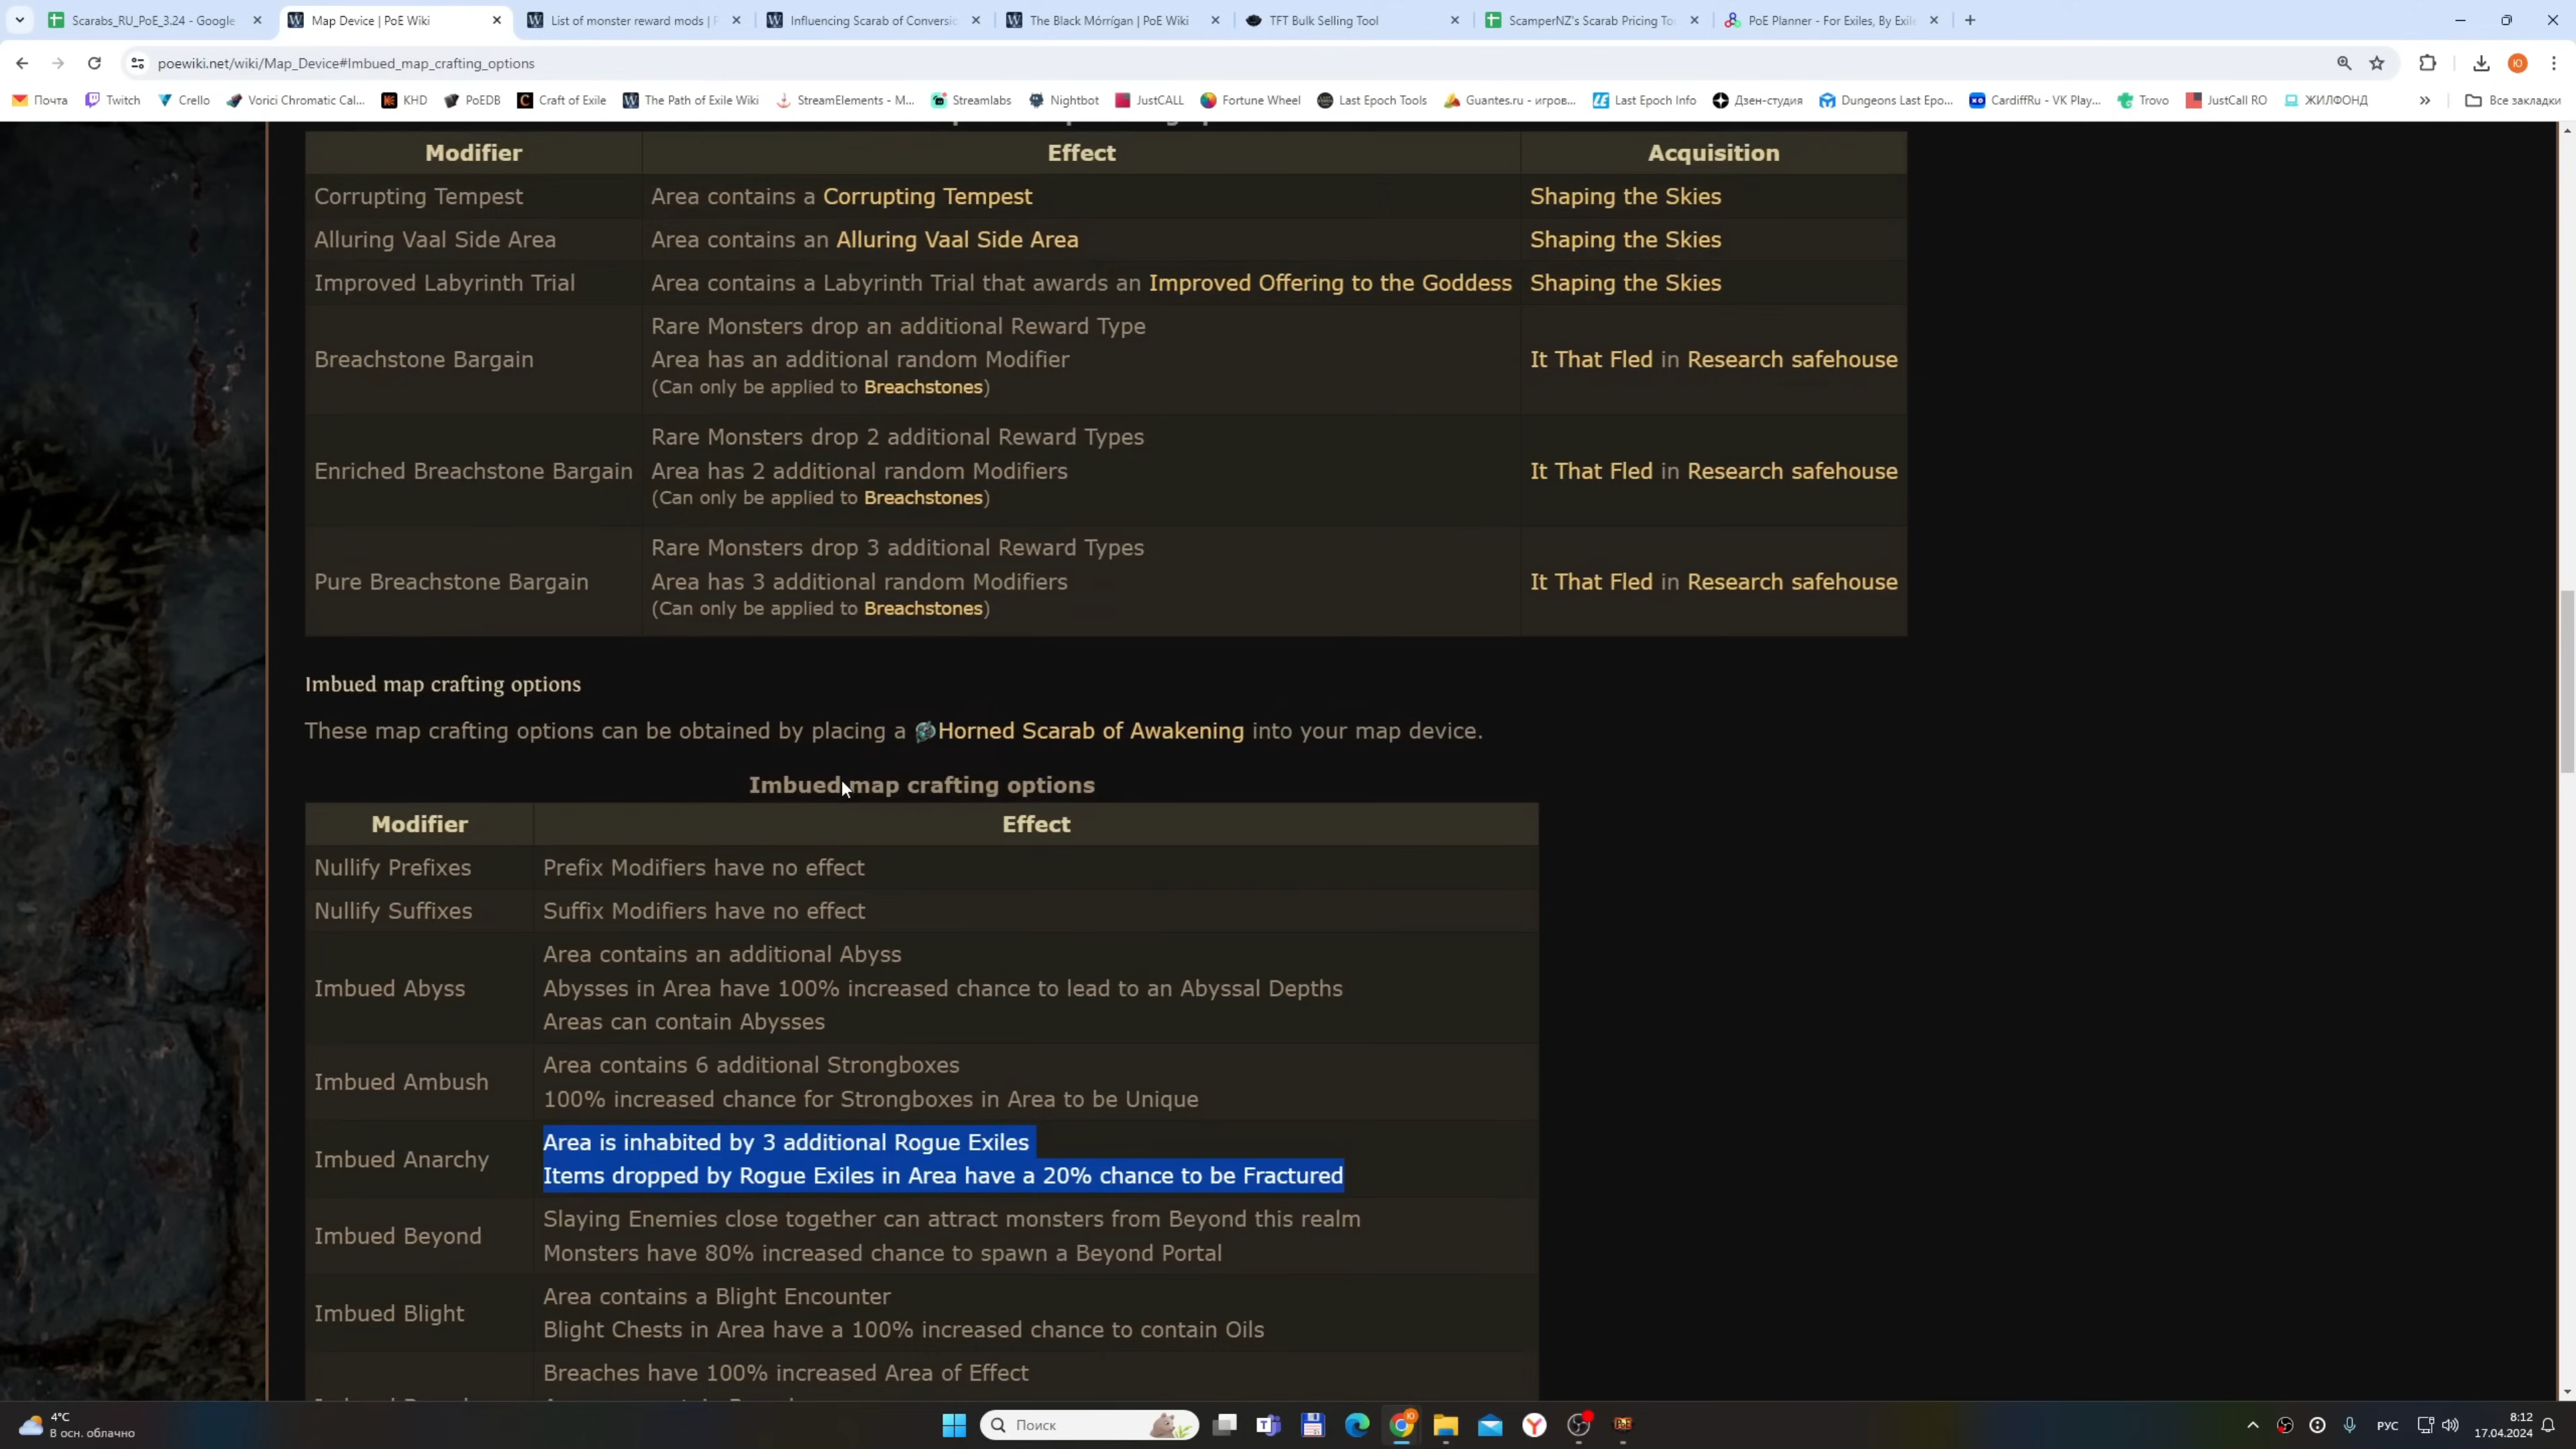 Scarabs_RU_PoE_3.24 - Google
Map Device | PoE Wiki
List of monster reward mods |
Influencing Scarab of Conversi
The Black Mórrígan | PoE Wiki
TFT Bulk Selling Tool
ScamperNZ's Scarab Pricing To
PoE Planner - For Exiles, By Exile
poewiki.net/wiki/Map_Device#Imbued_map_crafting_options
Ю
Почта
Twitch
Crello
Vorici Chromatic Cal...
KHD
PoEDB
Craft of Exile
The Path of Exile Wiki
StreamElements - M...
Streamlabs
Nightbot
JustCALL
Fortune Wheel
Last Epoch Tools
Guantes.ru - игров...
Last Epoch Info
Дзен-студия
Dungeons Last Epo...
CardiffRu - VK Play...
Trovo
JustCall RO
ЖИЛФОНД
Все закладки
Modifier Effect Acquisition
Corrupting Tempest Area contains a Corrupting Tempest Shaping the Skies
Alluring Vaal Side Area Area contains an Alluring Vaal Side Area Shaping the Skies
Improved Labyrinth Trial Area contains a Labyrinth Trial that awards an Improved Offering to the Goddess Shaping the Skies
Rare Monsters drop an additional Reward Type
Breachstone Bargain Area has an additional random Modifier It That Fled in Research safehouse
(Can only be applied to Breachstones)
Rare Monsters drop 2 additional Reward Types
Enriched Breachstone Bargain Area has 2 additional random Modifiers It That Fled in Research safehouse
(Can only be applied to Breachstones)
Rare Monsters drop 3 additional Reward Types
Pure Breachstone Bargain Area has 3 additional random Modifiers It That Fled in Research safehouse
(Can only be applied to Breachstones)
Imbued map crafting options
These map crafting options can be obtained by placing a Horned Scarab of Awakening into your map device.
Imbued map crafting options
Modifier Effect
Nullify Prefixes Prefix Modifiers have no effect
Nullify Suffixes Suffix Modifiers have no effect
Area contains an additional Abyss
Imbued Abyss Abysses in Area have 100% increased chance to lead to an Abyssal Depths
Areas can contain Abysses
Imbued Ambush Area contains 6 additional Strongboxes
100% increased chance for Strongboxes in Area to be Unique
Imbued Anarchy Area is inhabited by 3 additional Rogue Exiles
Items dropped by Rogue Exiles in Area have a 20% chance to be Fractured
Imbued Beyond Slaying Enemies close together can attract monsters from Beyond this realm
Monsters have 80% increased chance to spawn a Beyond Portal
Imbued Blight Area contains a Blight Encounter
Blight Chests in Area have a 100% increased chance to contain Oils
Breaches have 100% increased Area of Effect
4°C
В осн. облачно
Поиск
РУС
8:12
17.04.2024